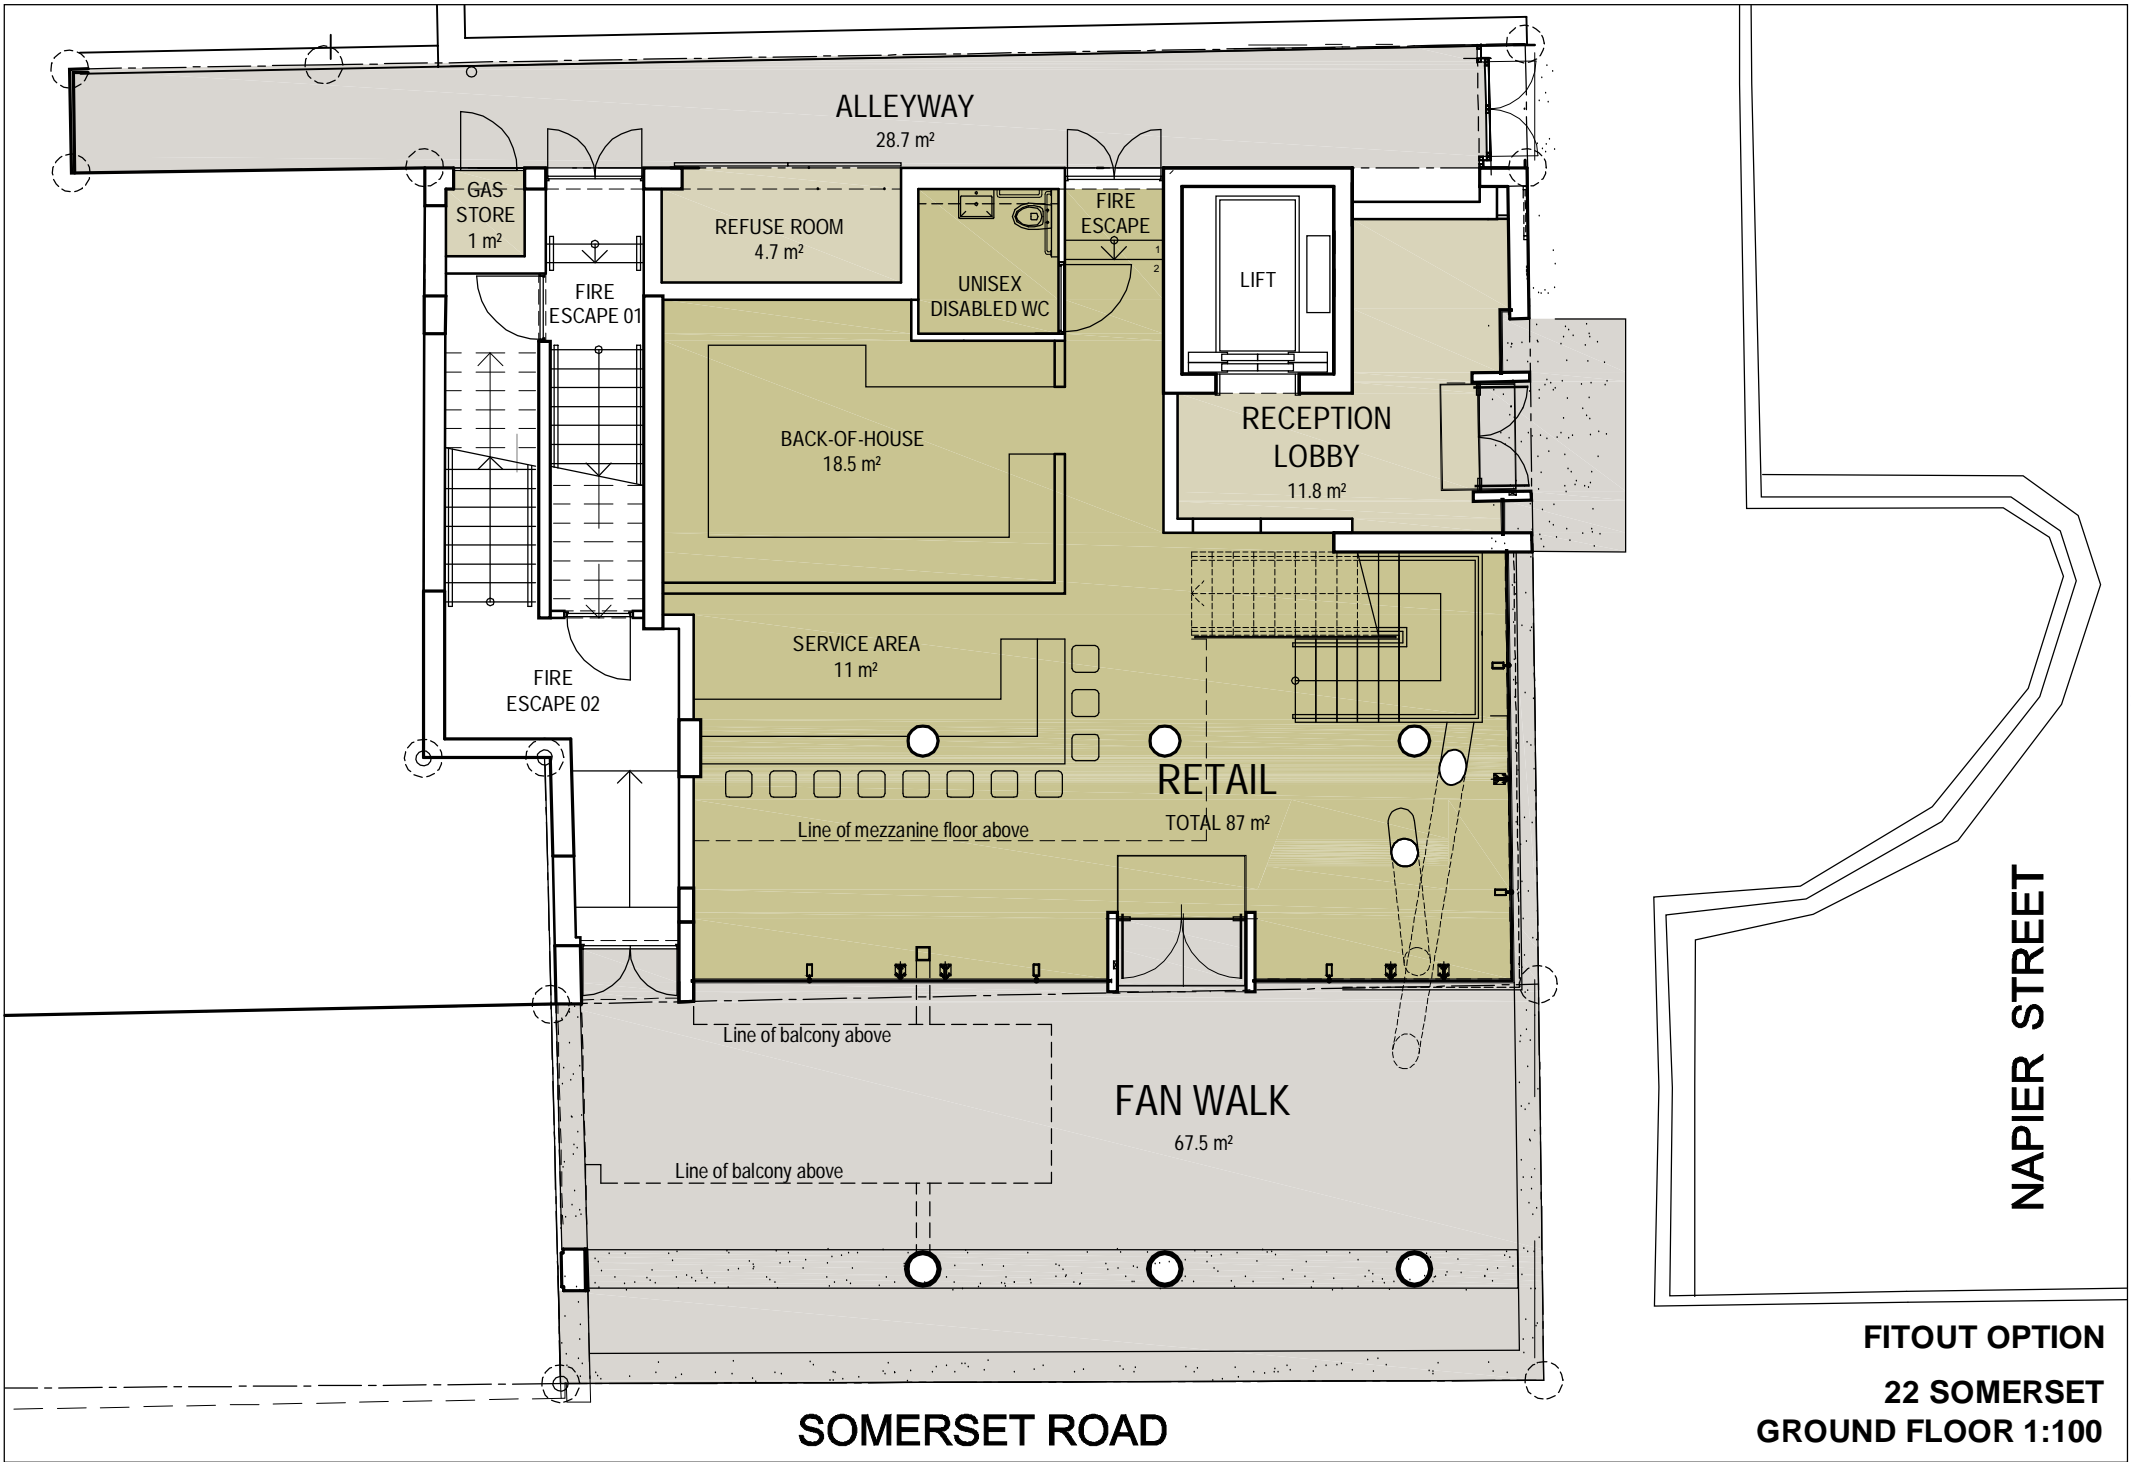 ALLEYWAY
28.7 m²
GAS
STORE
1 m²
REFUSE ROOM
4.7 m²
FIRE
ESCAPE
1
2
UNISEX
DISABLED WC
LIFT
FIRE
ESCAPE 01
BACK-OF-HOUSE
18.5 m²
RECEPTION
LOBBY
11.8 m²
SERVICE AREA
11 m²
FIRE
ESCAPE 02
RETAIL
TOTAL 87 m²
Line of mezzanine floor above
Line of balcony above
FAN WALK
67.5 m²
Line of balcony above
NAPIER STREET
SOMERSET ROAD
FITOUT OPTION
22 SOMERSET
GROUND FLOOR 1:100